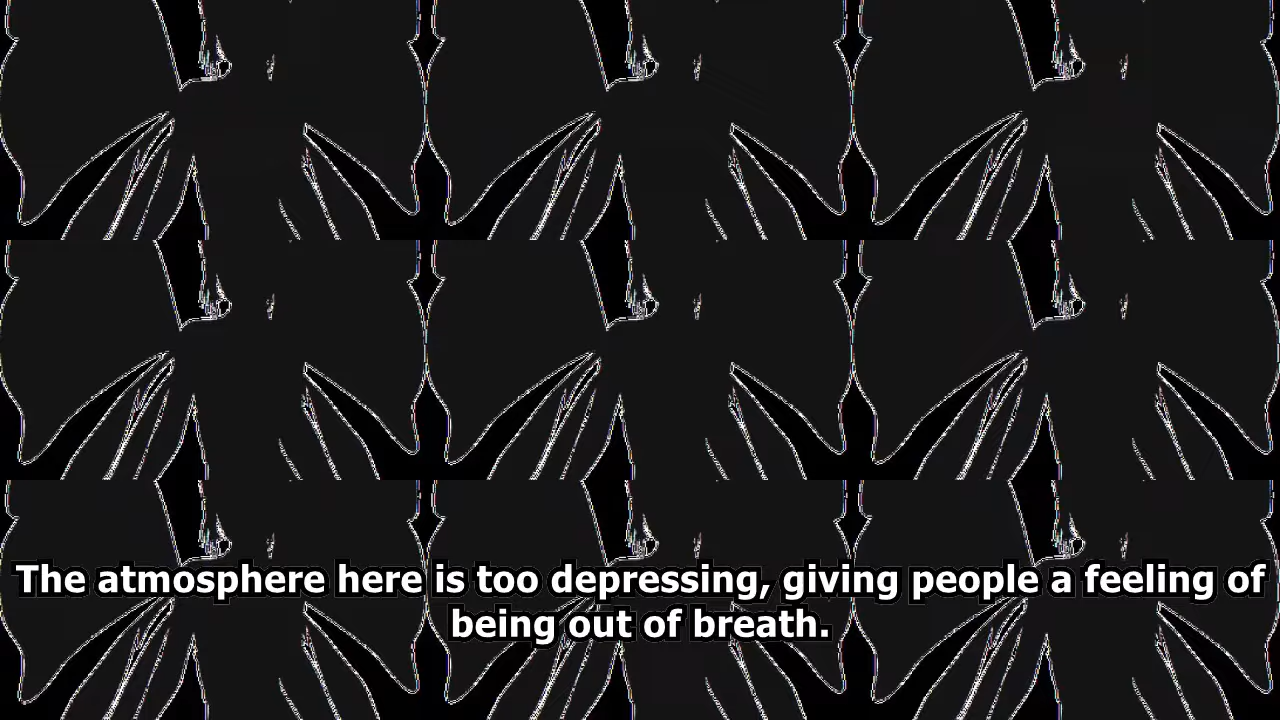 The atmosphere here is too depressing, giving people a feeling of
being out of breath.